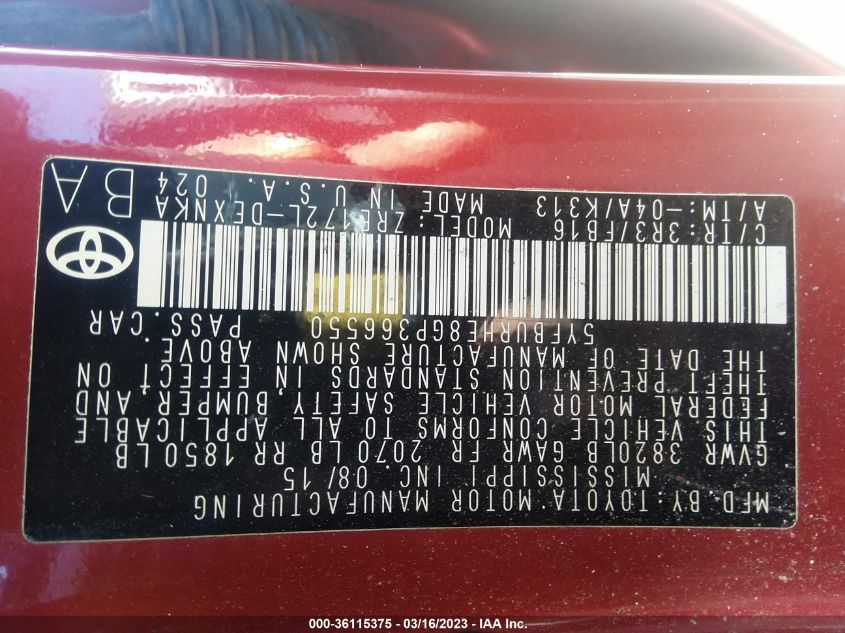 MFD. BY: TOYOTA MOTOR MANUFACTURING
MISSISSIPPI INC. 08/15
GVWR 3820LB GAWR FR 2070 LB RR 1850 LB
THIS VEHICLE CONFORMS TO ALL APPLICABLE
FEDERAL MOTOR VEHICLE SAFETY, BUMPER, AND
THEFT PREVENTION STANDARDS IN EFFECT ON
THE DATE OF MANUFACTURE SHOWN ABOVE.
5YFBURHE8GP366550 PASS. CAR
C/TR: 3R3/FB16 MODEL: ZRE172L-DEXNKA
A/TM: -04A/K313 MADE IN U.S.A. 024
BA
000-36115375 - 03/16/2023 - © IAA Inc.